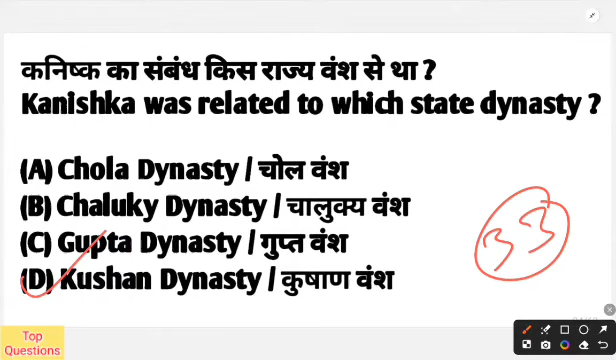 कनिष्क का संबंध किस राज्य वंश से था ?
Kanishka was related to which state dynasty ?
(A) Chola Dynasty / चोल वंश
(B) Chaluky Dynasty / चालुक्य वंश
(C) Gupta Dynasty / गुप्त वंश
(D) Kushan Dynasty / कुषाण वंश
33
Top
Questions